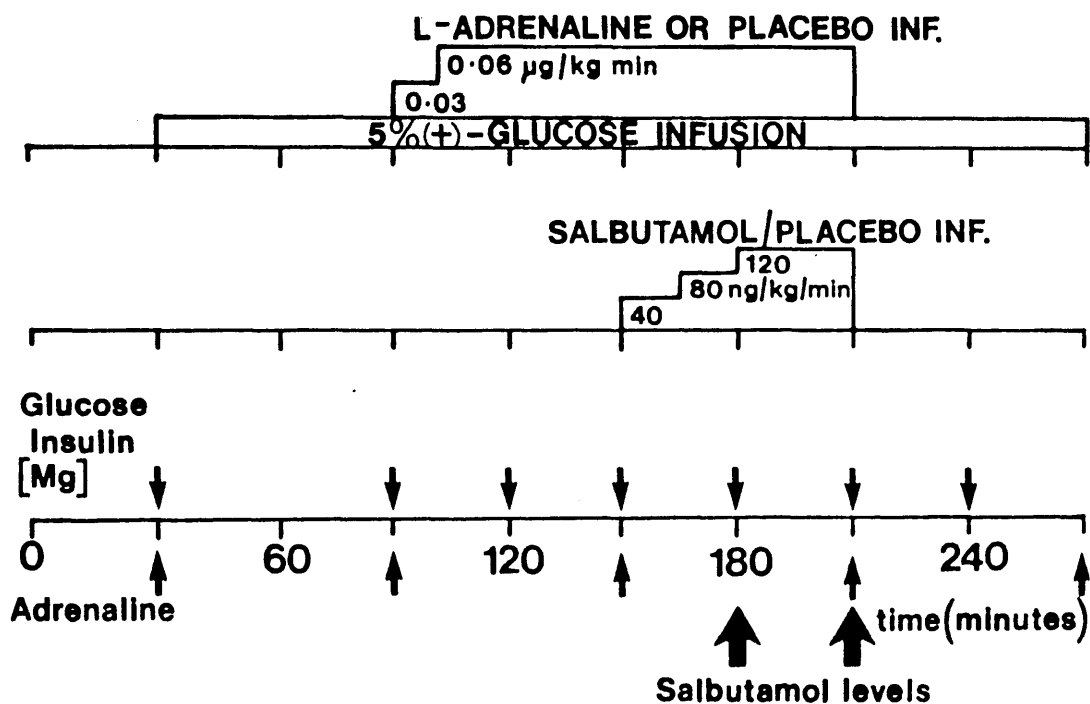 L-ADRENALINE OR PLACEBO INF.
0·06 µg/kg min
0·03
5%(+)-GLUCOSE INFUSION
SALBUTAMOL/PLACEBO INF.
120
80 ng/kg/min
40
Glucose
Insulin
[Mg]
0 60 120 180 240
Adrenaline
time(minutes)
Salbutamol levels